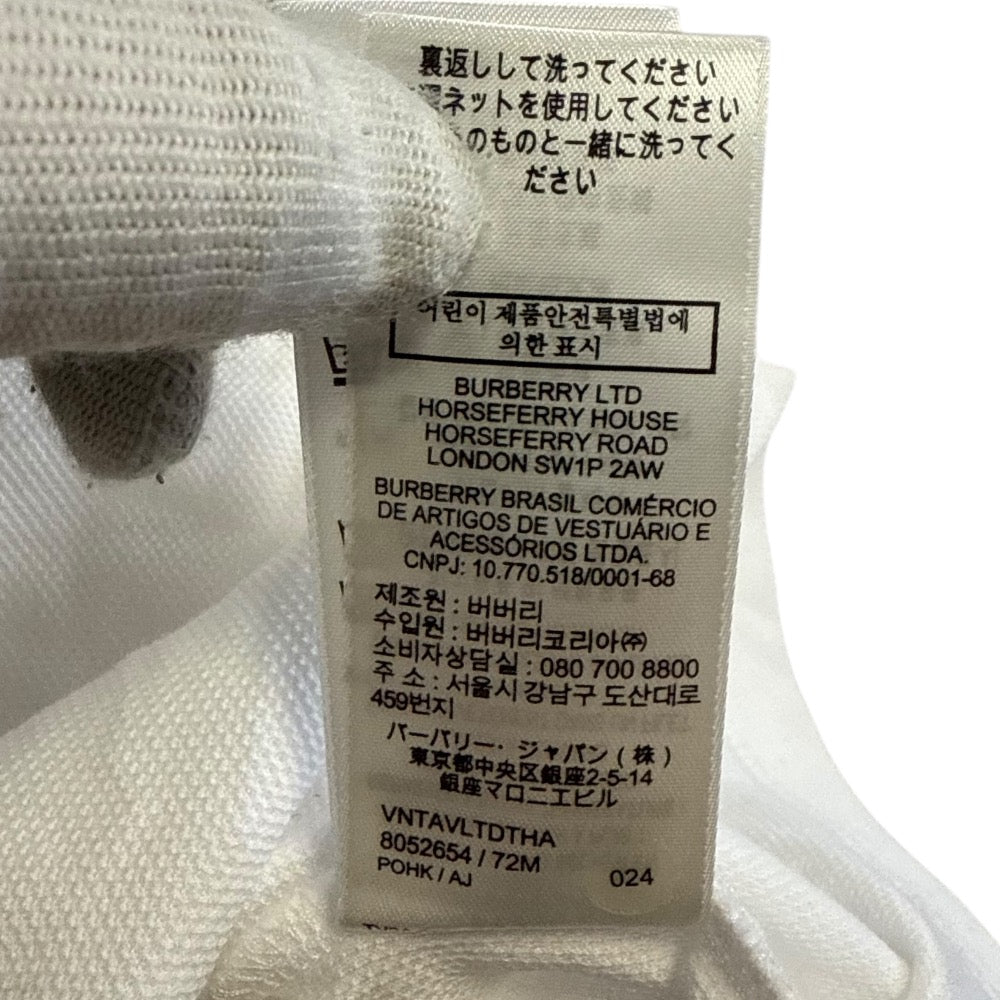 裏返しして洗ってください
ネットを使用してください
のものと一緒に洗ってく
ださい
어린이 제품안전특별법에
의한 표시
BURBERRY LTD
HORSEFERRY HOUSE
HORSEFERRY ROAD
LONDON SW1P 2AW
BURBERRY BRASIL COMÉRCIO
DE ARTIGOS DE VESTUÁRIO E
ACESSÓRIOS LTDA.
CNPJ: 10.770.518/0001-68
제조원 : 버버리
수입원 : 버버리코리아㈜
소비자상담실 : 080 700 8800
주 소 : 서울시 강남구 도산대로
459번지
バーバリー・ジャパン(株)
東京都中央区銀座2-5-14
銀座マロニエビル
VNTAVLTDTHA
8052654 / 72M
POHK / AJ
024